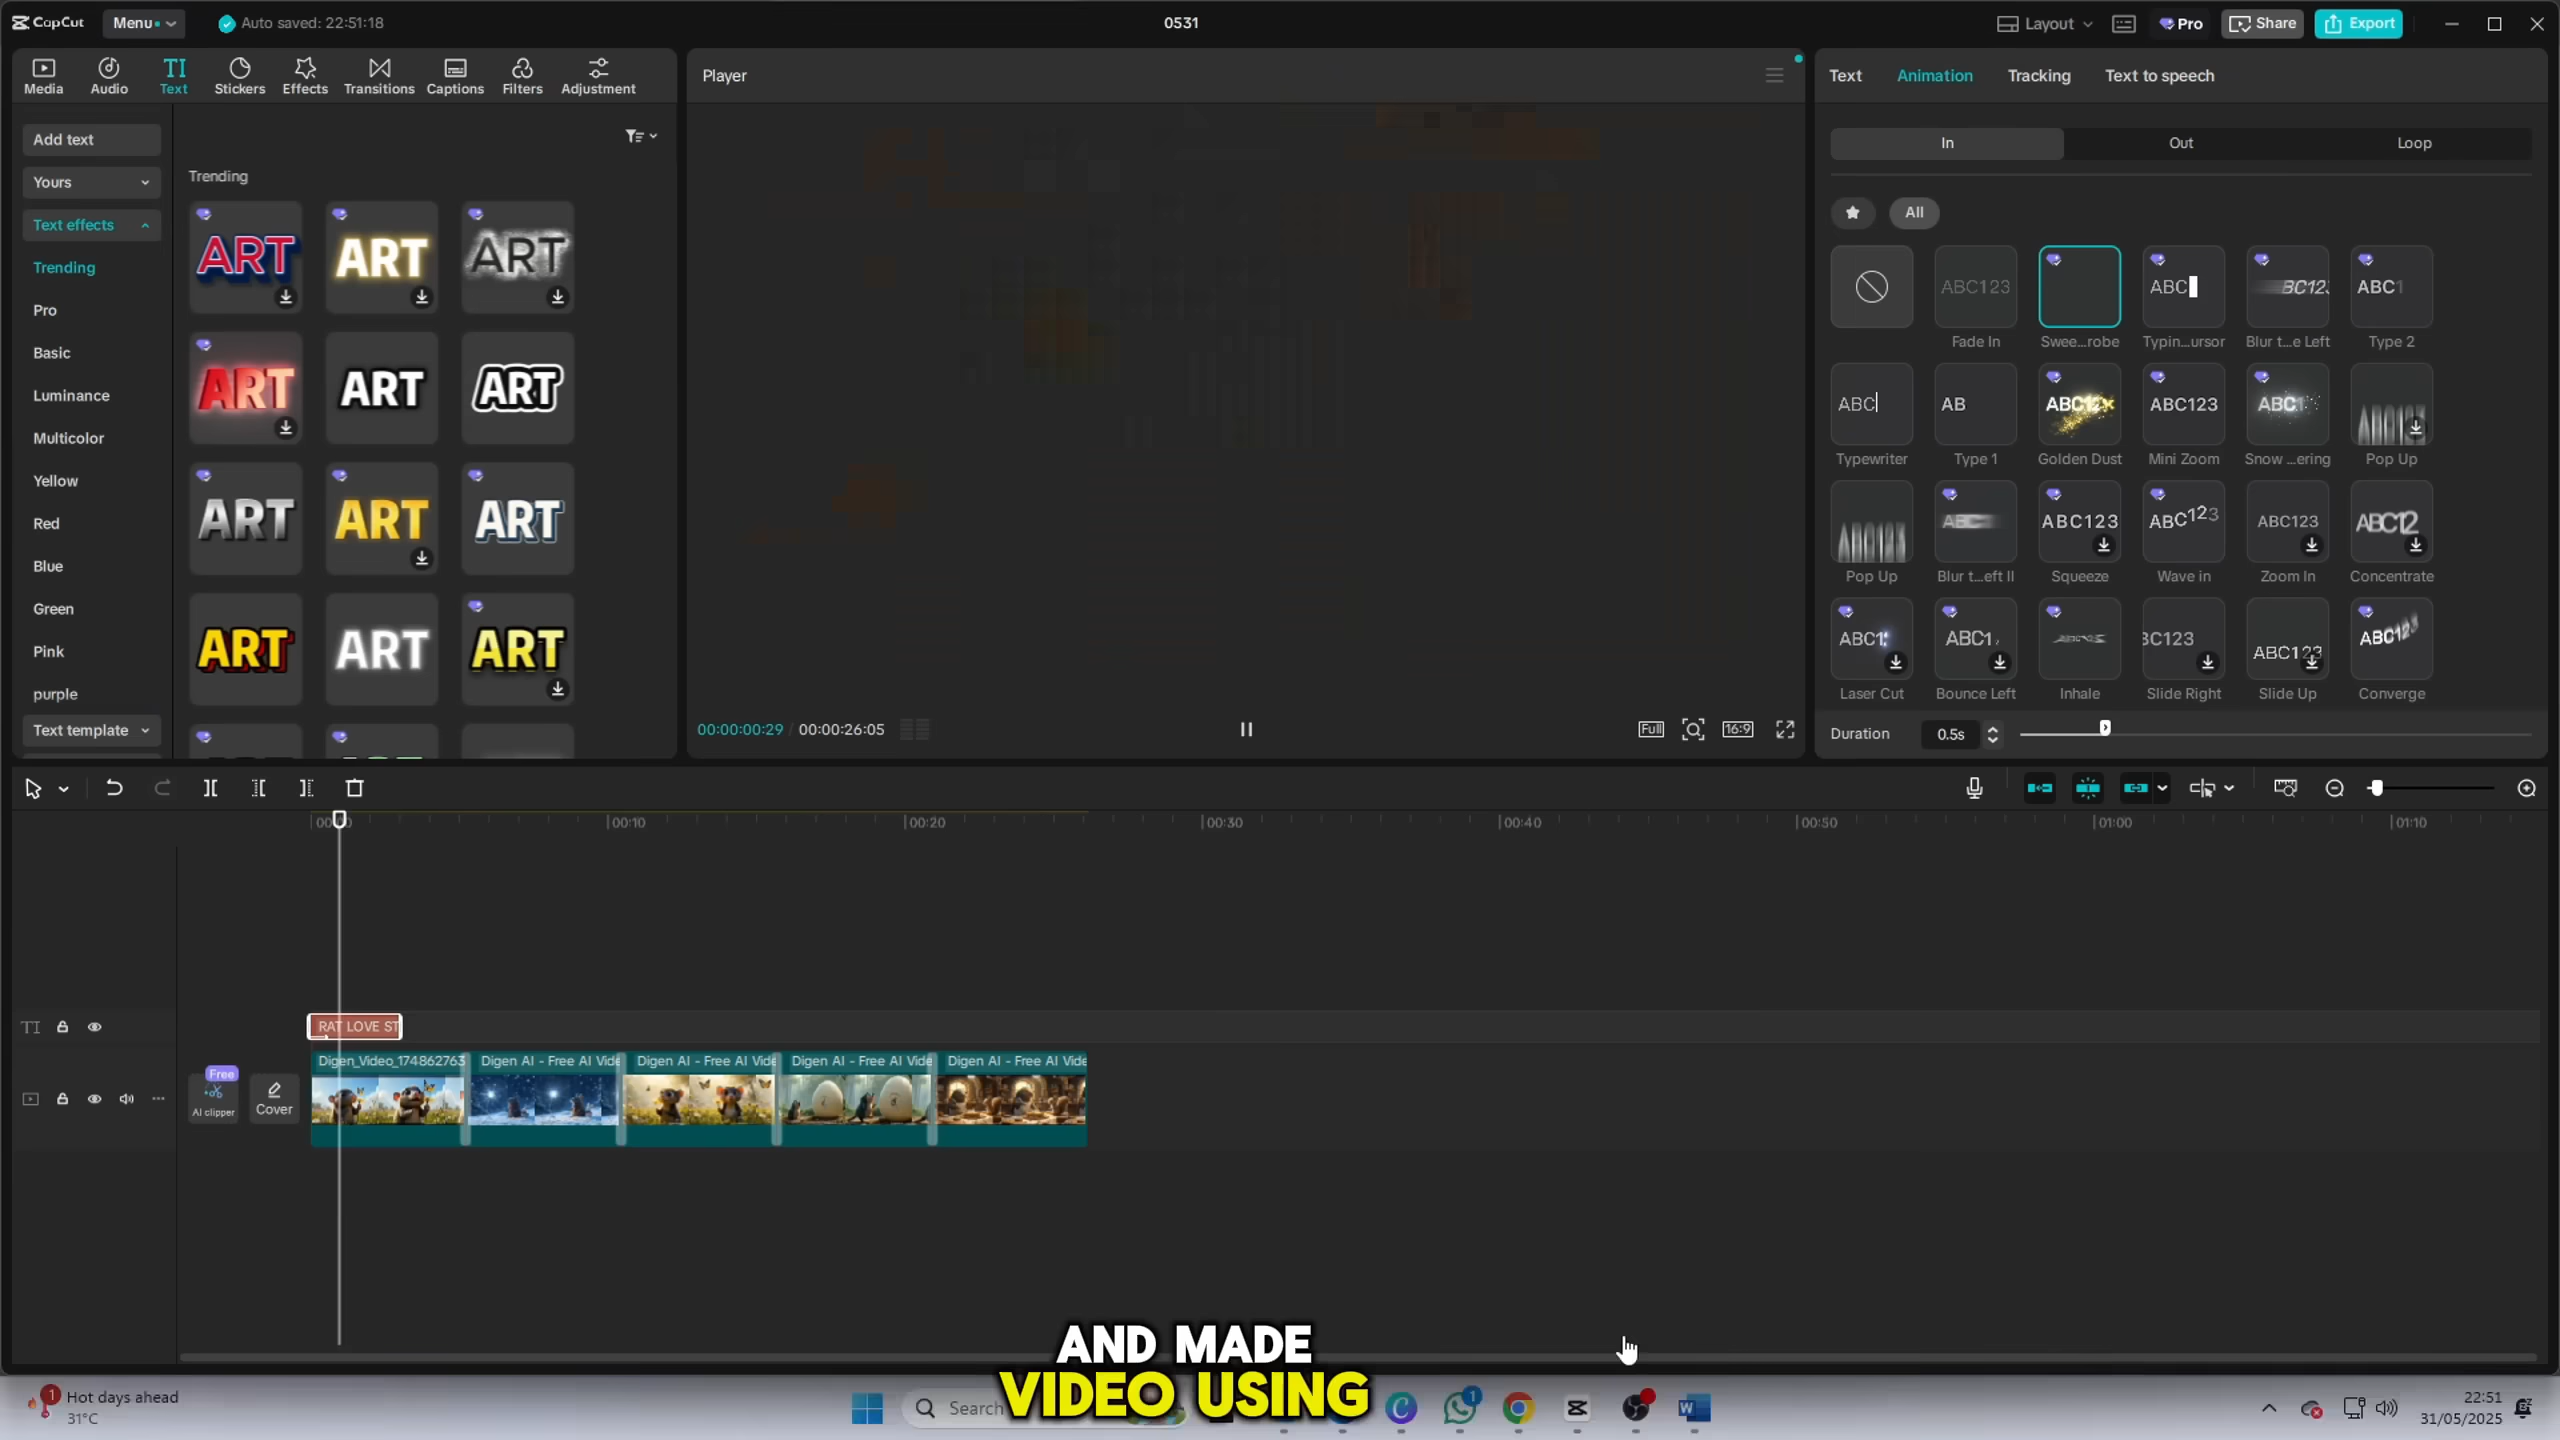 CapCut Menu Auto saved: 22:51:18 0531 Layout Pro Share Export
Media Audio Text Stickers Effects Transitions Captions Filters Adjustment
Add text
Yours
Text effects
Trending
Pro
Basic
Luminance
Multicolor
Yellow
Red
Blue
Green
Pink
purple
Text template
Trending
ART ART ART
ART ART ART
ART ART ART
ART ART ART
Player
00:00:00:29 / 00:00:26:05
Full 16:9
Text Animation Tracking Text to speech
In Out Loop
All
ABC123 ABC BC12 ABC1
Fade In Swee...robe Typin...ursor Blur t...e Left Type 2
ABC AB ABC12 ABC123 ABC1
Typewriter Type 1 Golden Dust Mini Zoom Snow ...ering Pop Up
ABC123 ABC ABC123 ABC123 ABC123 ABC12
Pop Up Blur t...eft II Squeeze Wave in Zoom In Concentrate
ABC1 ABC1 3C123 ABC123 ABC123
Laser Cut Bounce Left Inhale Slide Right Slide Up Converge
Duration 0.5s
00:00 00:10 00:20 00:30 00:40 00:50 01:00 01:10
TI RAT LOVE ST
Digen_Video_174862763 Digen AI - Free AI Vide Digen AI - Free AI Vide Digen AI - Free AI Vide Digen AI - Free AI Vide
Free
AI clipper
Cover
AND MADE
VIDEO USING
1 Hot days ahead
31°C
Search
1
22:51
31/05/2025